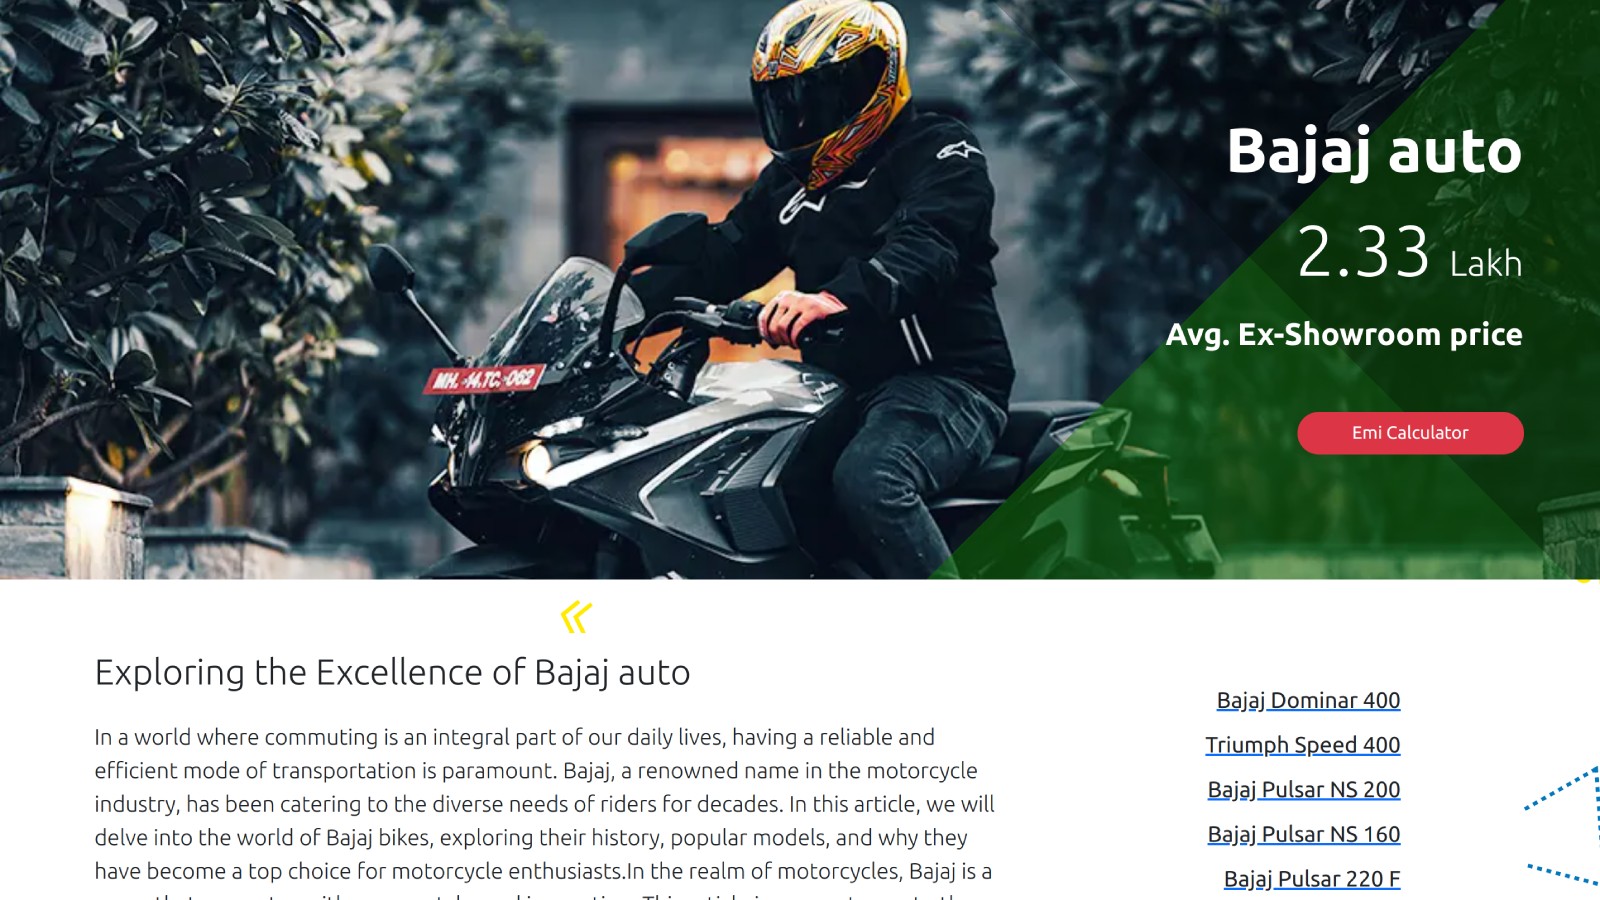 Bajaj auto
2.33 Lakh
Avg. Ex-Showroom price
Emi Calculator
MH. 14.TC. 062
Exploring the Excellence of Bajaj auto
In a world where commuting is an integral part of our daily lives, having a reliable and
efficient mode of transportation is paramount. Bajaj, a renowned name in the motorcycle
industry, has been catering to the diverse needs of riders for decades. In this article, we will
delve into the world of Bajaj bikes, exploring their history, popular models, and why they
have become a top choice for motorcycle enthusiasts.In the realm of motorcycles, Bajaj is a
Bajaj Dominar 400
Triumph Speed 400
Bajaj Pulsar NS 200
Bajaj Pulsar NS 160
Bajaj Pulsar 220 F